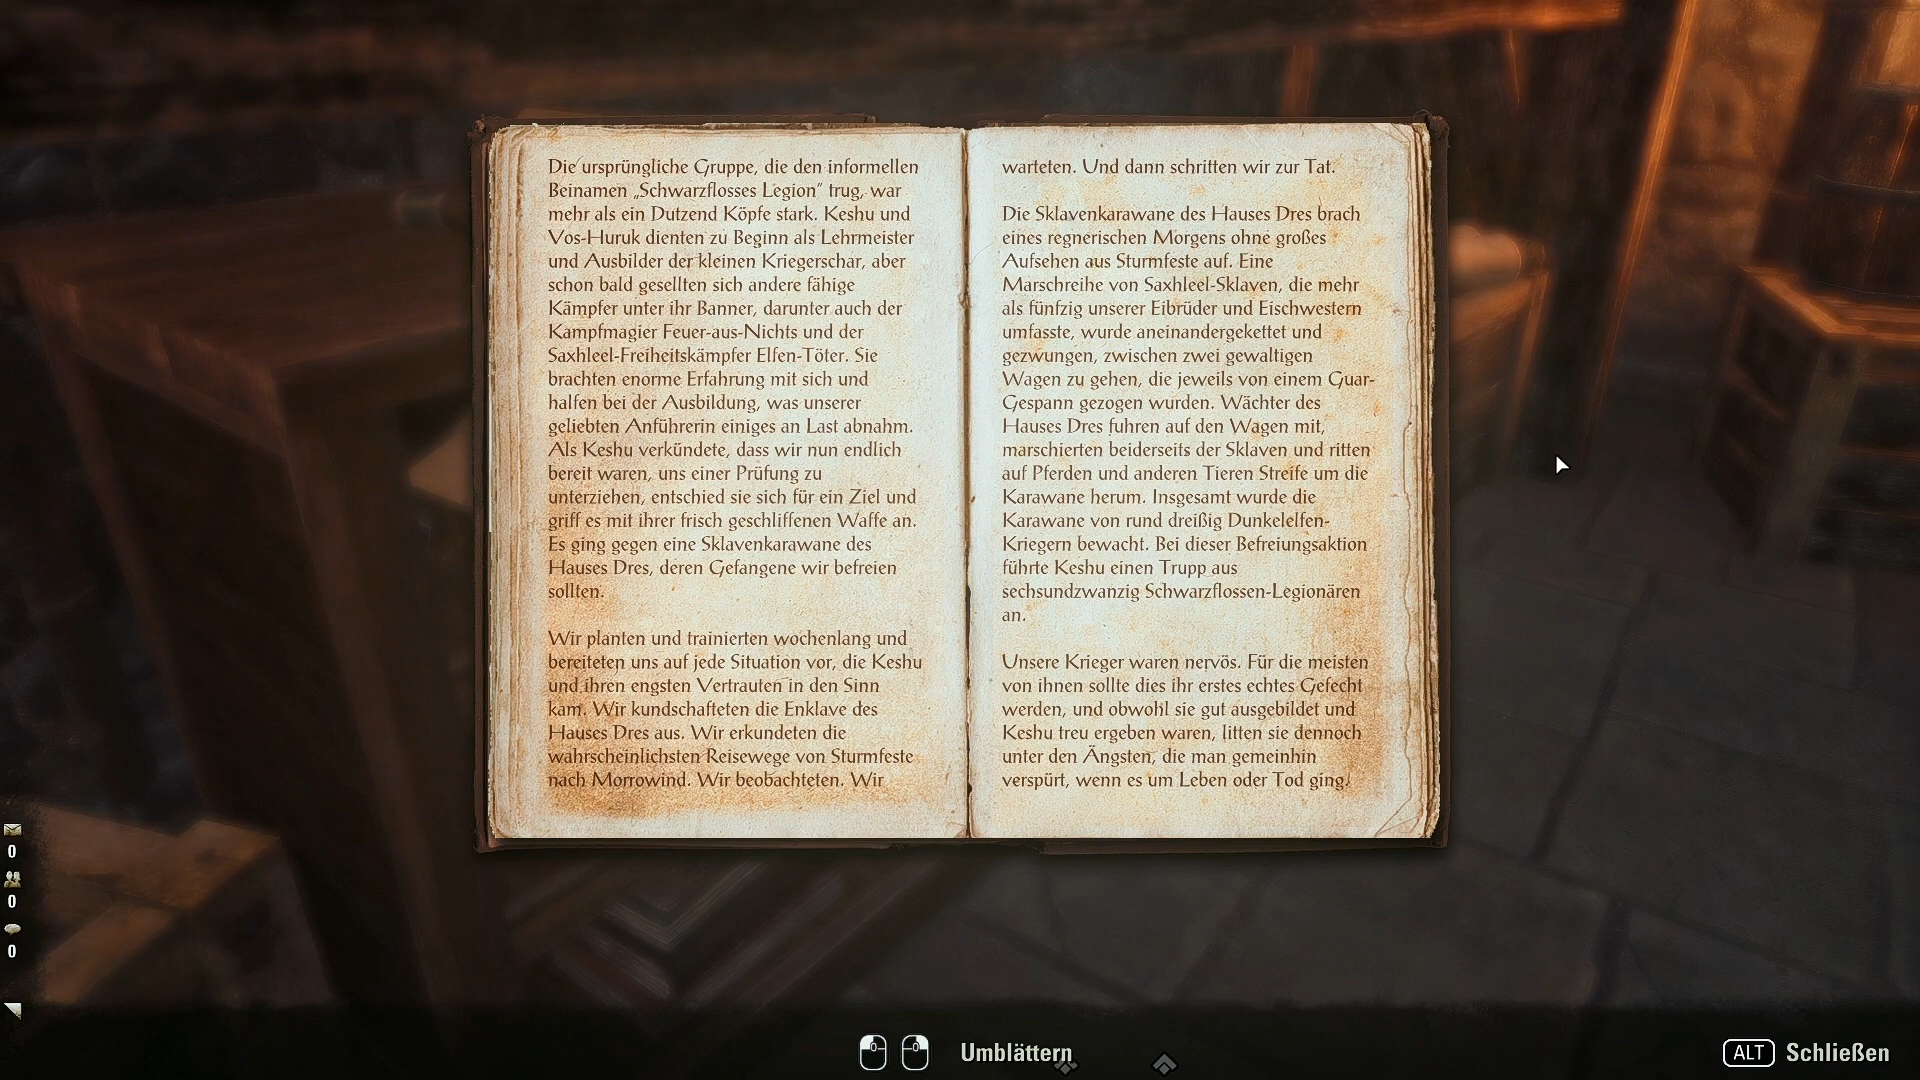 Die ursprüngliche Gruppe, die den informellen
Beinamen „Schwarzflosses Legion" trug, war
mehr als ein Dutzend Köpfe stark. Keshu und
Vos-Huruk dienten zu Beginn als Lehrmeister
und Ausbilder der kleinen Kriegerschar, aber
schon bald gesellten sich andere fähige
Kämpfer unter ihr Banner, darunter auch der
Kampfmagier Feuer-aus-Nichts und der
Saxhleel-Freiheitskämpfer Elfen-Töter. Sie
brachten enorme Erfahrung mit sich und
halfen bei der Ausbildung, was unserer
geliebten Anführerin einiges an Last abnahm.
Als Keshu verkündete, dass wir nun endlich
bereit waren, uns einer Prüfung zu
unterziehen, entschied sie sich für ein Ziel und
griff es mit ihrer frisch geschliffenen Waffe an.
Es ging gegen eine Sklavenkarawane des
Hauses Dres, deren Gefangene wir befreien
sollten.
Wir planten und trainierten wochenlang und
bereiteten uns auf jede Situation vor, die Keshu
und ihren engsten Vertrauten in den Sinn
kam. Wir kundschafteten die Enklave des
Hauses Dres aus. Wir erkundeten die
wahrscheinlichsten Reisewege von Sturmfeste
nach Morrowind. Wir beobachteten. Wir
warteten. Und dann schritten wir zur Tat.
Die Sklavenkarawane des Hauses Dres brach
eines regnerischen Morgens ohne großes
Aufsehen aus Sturmfeste auf. Eine
Marschreihe von Saxhleel-Sklaven, die mehr
als fünfzig unserer Eibrüder und Eischwestern
umfasste, wurde aneinandergekettet und
gezwungen, zwischen zwei gewaltigen
Wagen zu gehen, die jeweils von einem Guar-
Gespann gezogen wurden. Wächter des
Hauses Dres fuhren auf den Wagen mit,
marschierten beiderseits der Sklaven und ritten
auf Pferden und anderen Tieren Streife um die
Karawane herum. Insgesamt wurde die
Karawane von rund dreißig Dunkelelfen-
Kriegern bewacht. Bei dieser Befreiungsaktion
führte Keshu einen Trupp aus
sechsundzwanzig Schwarzflossen-Legionären
an.
Unsere Krieger waren nervös. Für die meisten
von ihnen sollte dies ihr erstes echtes Gefecht
werden, und obwohl sie gut ausgebildet und
Keshu treu ergeben waren, litten sie dennoch
unter den Ängsten, die man gemeinhin
verspürt, wenn es um Leben oder Tod ging.
0
0
0
Umblättern
ALT Schließen